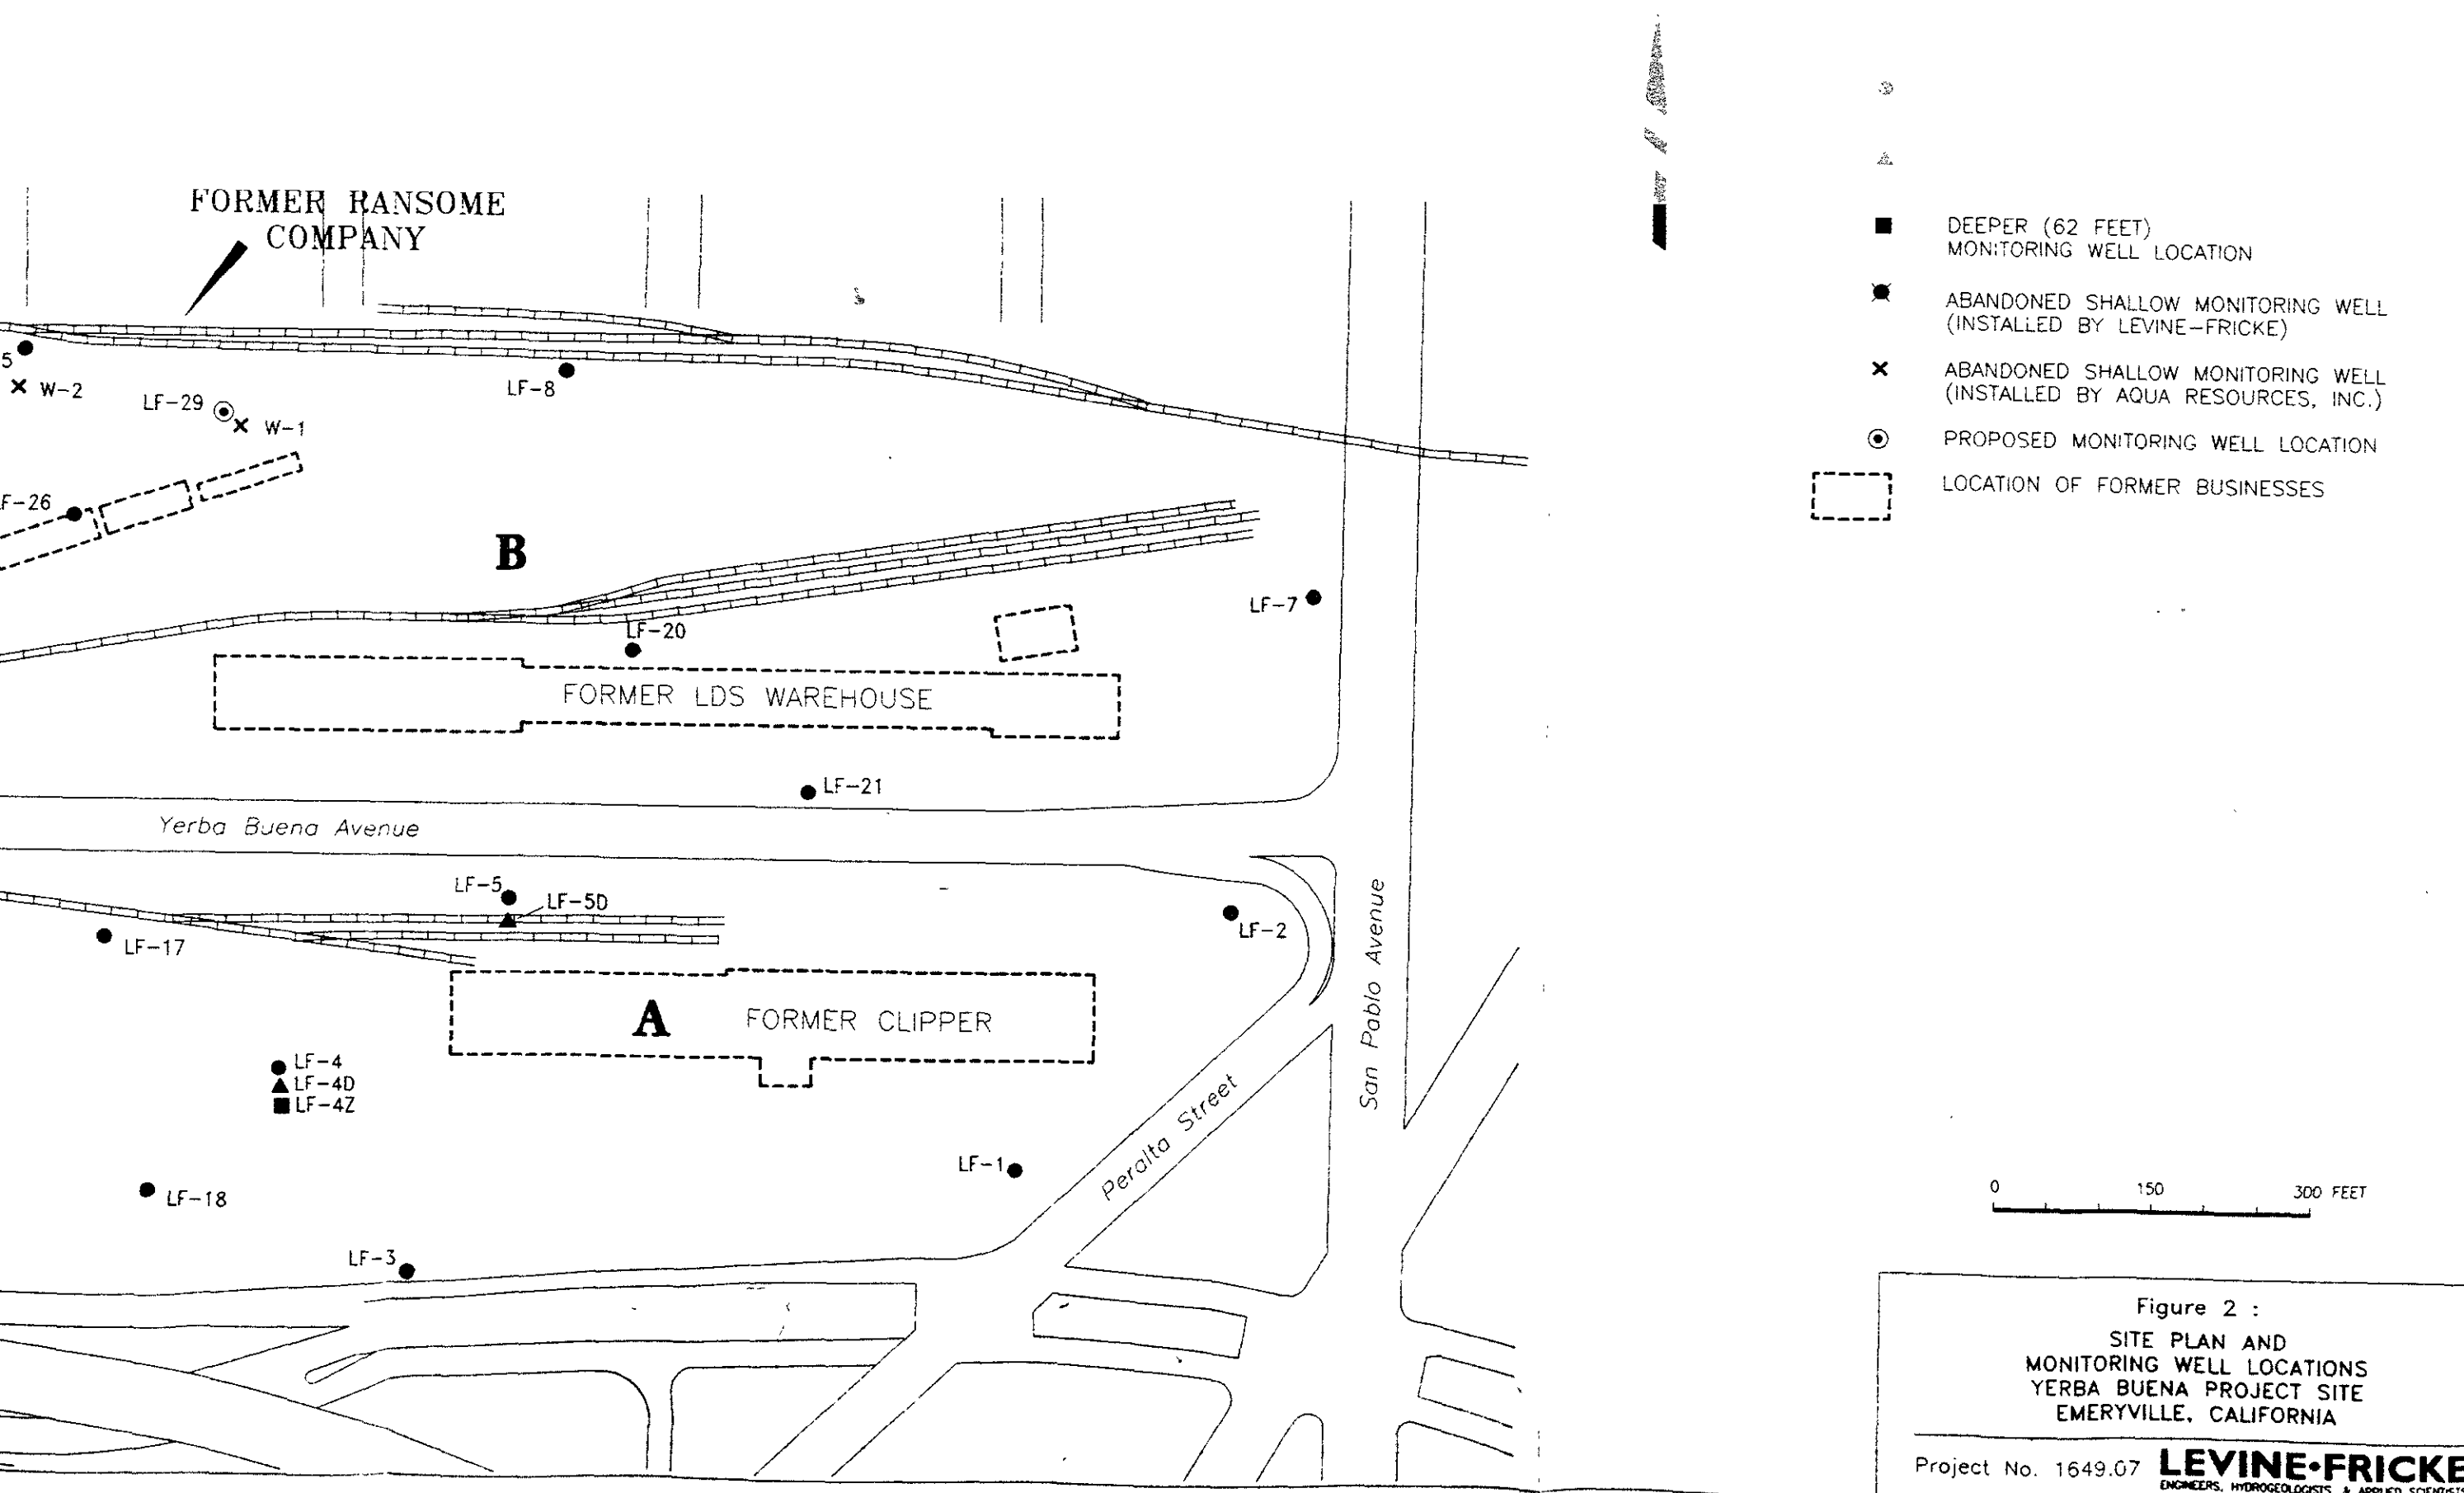 FORMER RANSOME
COMPANY
5
W-2
LF-29
W-1
LF-8
F-26
B
LF-20
LF-7
FORMER LDS WAREHOUSE
LF-21
Yerba Buena Avenue
LF-5
LF-5D
LF-17
LF-2
San Pablo Avenue
A
FORMER CLIPPER
LF-4
LF-4D
LF-4Z
Peralta Street
LF-1
LF-18
LF-3
DEEPER (62 FEET)
MONITORING WELL LOCATION
ABANDONED SHALLOW MONITORING WELL
(INSTALLED BY LEVINE-FRICKE)
ABANDONED SHALLOW MONITORING WELL
(INSTALLED BY AQUA RESOURCES, INC.)
PROPOSED MONITORING WELL LOCATION
LOCATION OF FORMER BUSINESSES
0 150 300 FEET
Figure 2 :
SITE PLAN AND
MONITORING WELL LOCATIONS
YERBA BUENA PROJECT SITE
EMERYVILLE, CALIFORNIA
Project No. 1649.07
LEVINE•FRICKE
ENGINEERS, HYDROGEOLOGISTS, & APPLIED SCIENTIST